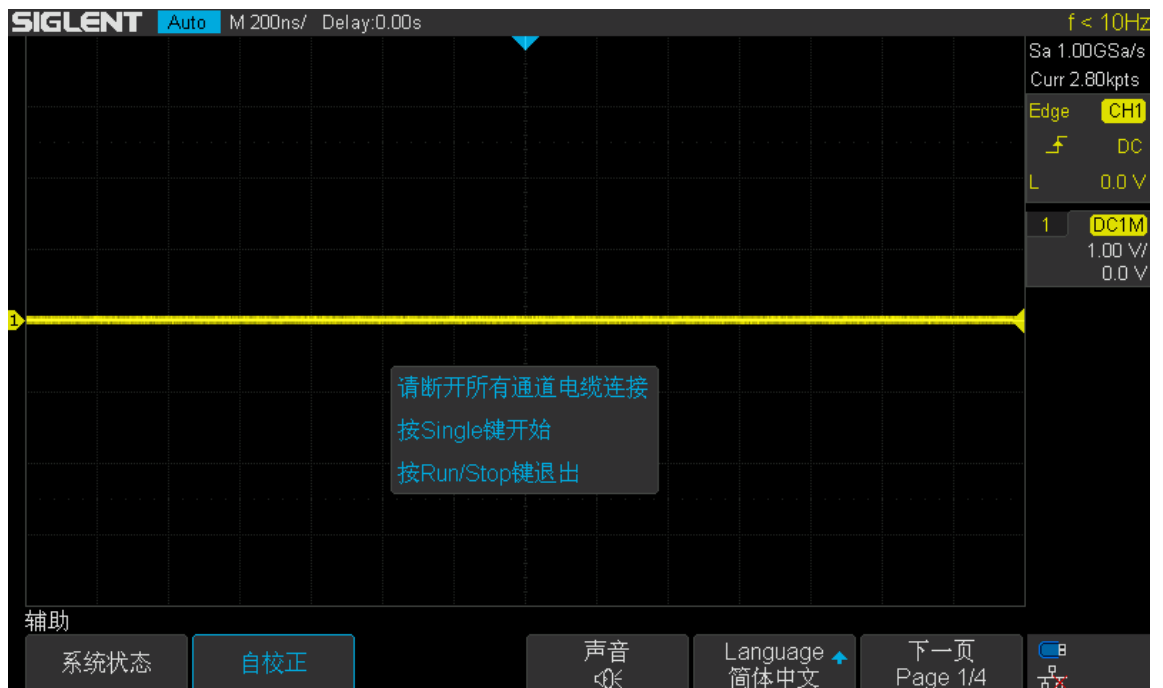 SIGLENT Auto M 200ns/ Delay:0.00s f < 10Hz
Sa 1.00GSa/s
Curr 2.80kpts
Edge CH1
DC
L 0.0 V
1 DC1M
1.00 V/
0.0 V
1
请断开所有通道电缆连接
按Single键开始
按Run/Stop键退出
辅助
系统状态
自校正
声音
Language
简体中文
下一页
Page 1/4